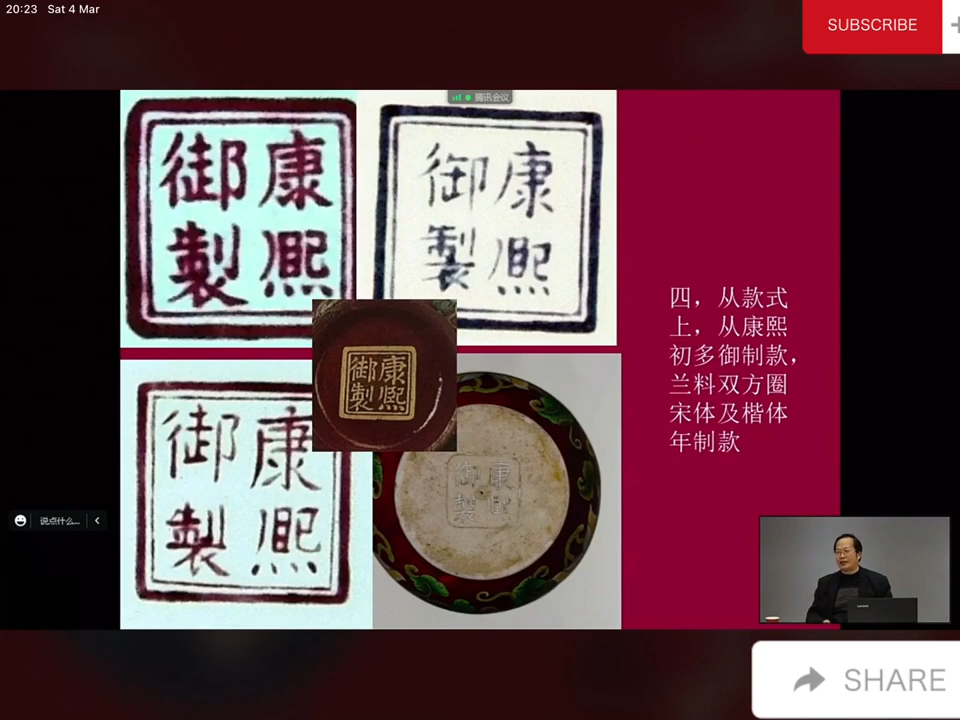 20:23 Sat 4 Mar
SUBSCRIBE
腾讯会议
御康
製熙
御康
製熙
御康
製熙
御康
製熙
御康
製熙
四，从款式
上，从康熙
初多御制款，
兰料双方圈
宋体及楷体
年制款
说点什么...
SHARE